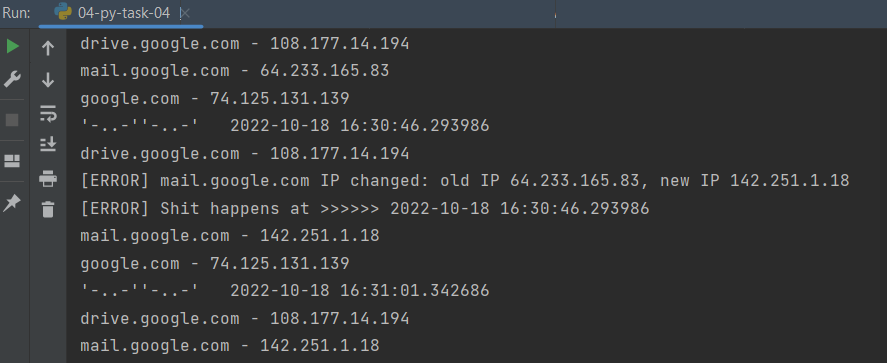 Run: 04-py-task-04
drive.google.com - 108.177.14.194
mail.google.com - 64.233.165.83
google.com - 74.125.131.139
'-..-''-..-'   2022-10-18 16:30:46.293986
drive.google.com - 108.177.14.194
[ERROR] mail.google.com IP changed: old IP 64.233.165.83, new IP 142.251.1.18
[ERROR] Shit happens at >>>>>> 2022-10-18 16:30:46.293986
mail.google.com - 142.251.1.18
google.com - 74.125.131.139
'-..-''-..-'   2022-10-18 16:31:01.342686
drive.google.com - 108.177.14.194
mail.google.com - 142.251.1.18